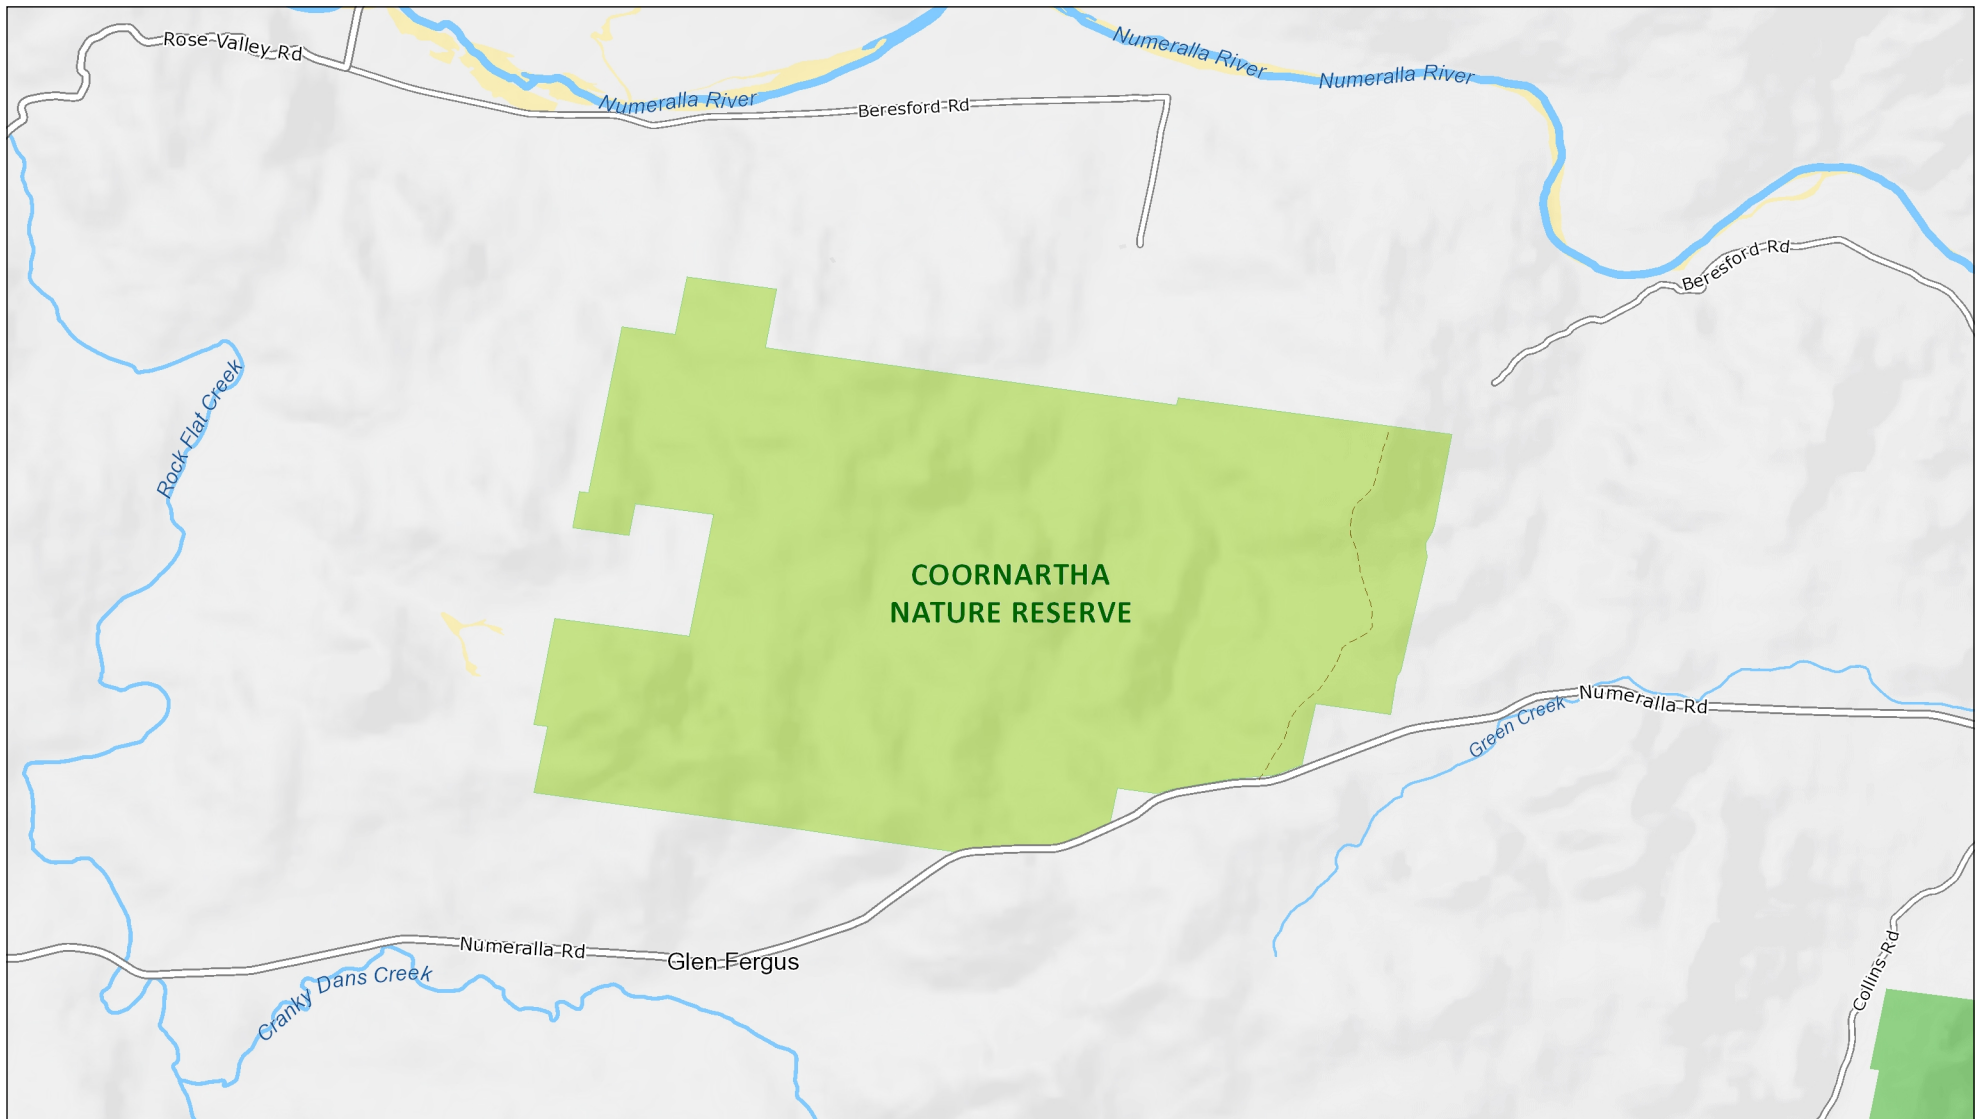 Rose Valley Rd
Numeralla River
Numeralla River
Numeralla River
Beresford Rd
Beresford Rd
Rock Flat Creek
COORNARTHA
NATURE RESERVE
Numeralla Rd
Green Creek
Numeralla Rd
Glen Fergus
Cranky Dans Creek
Collins Rd